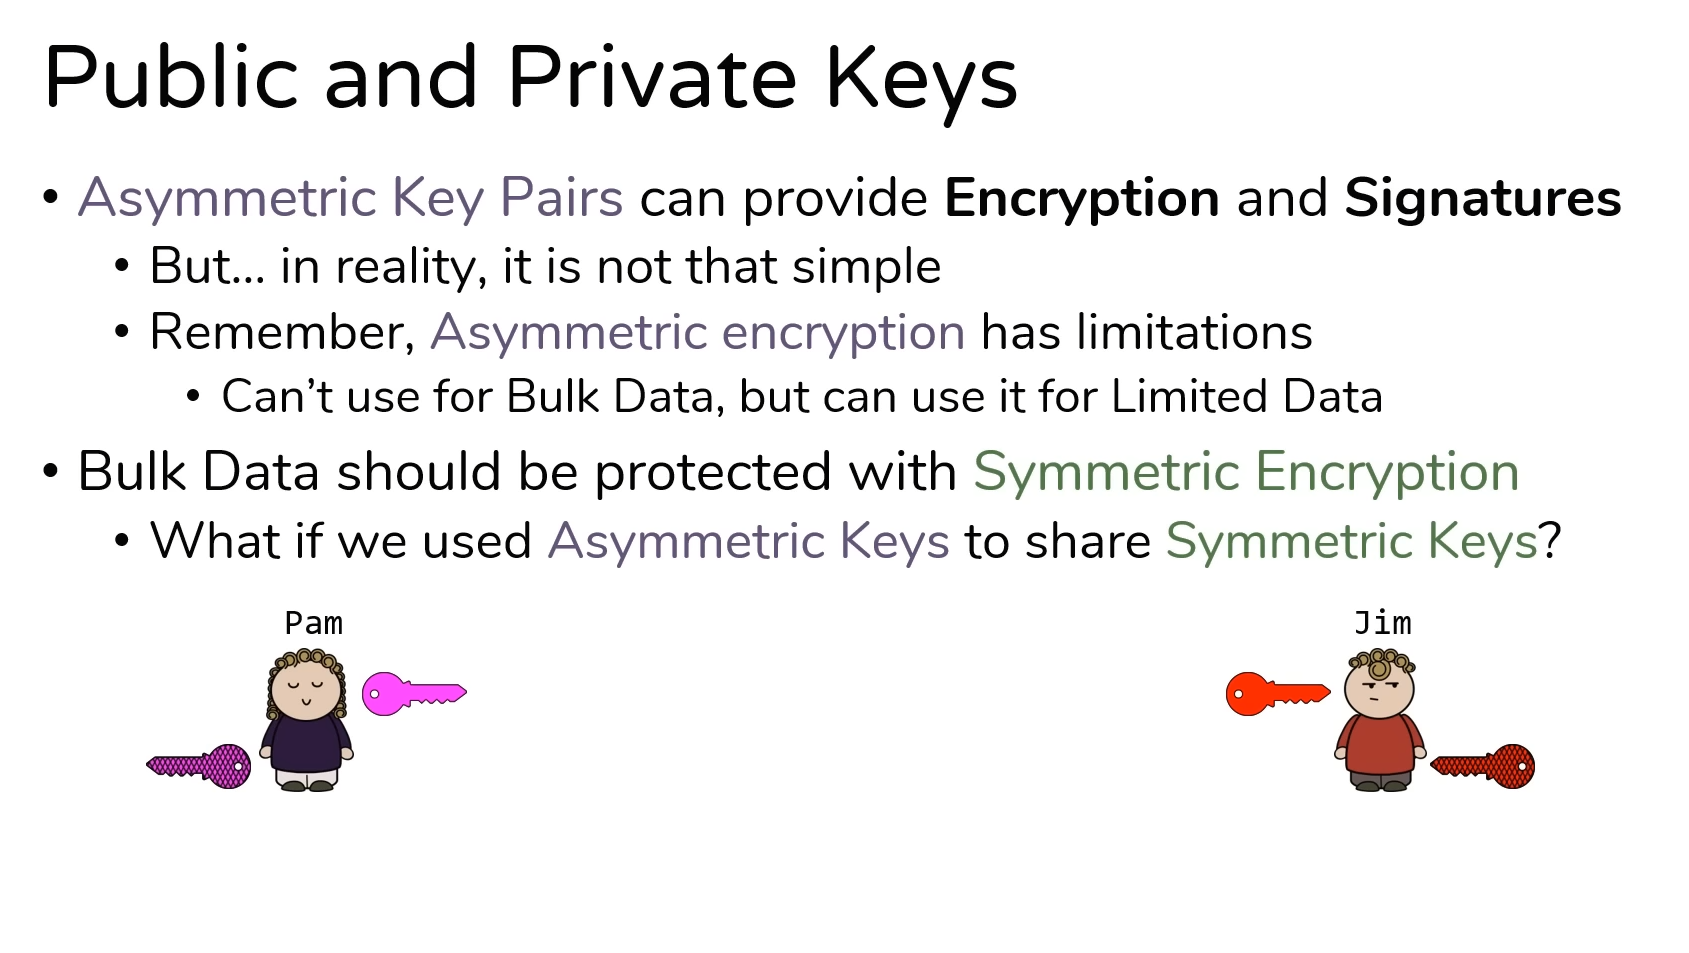 Public and Private Keys
• Asymmetric Key Pairs can provide Encryption and Signatures
• But... in reality, it is not that simple
• Remember, Asymmetric encryption has limitations
• Can’t use for Bulk Data, but can use it for Limited Data
• Bulk Data should be protected with Symmetric Encryption
• What if we used Asymmetric Keys to share Symmetric Keys?
Pam
Jim